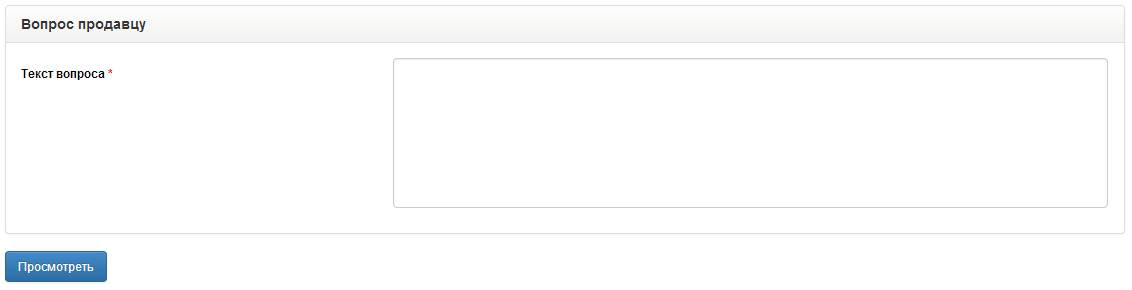 Вопрос продавцу
Текст вопроса *
Просмотреть